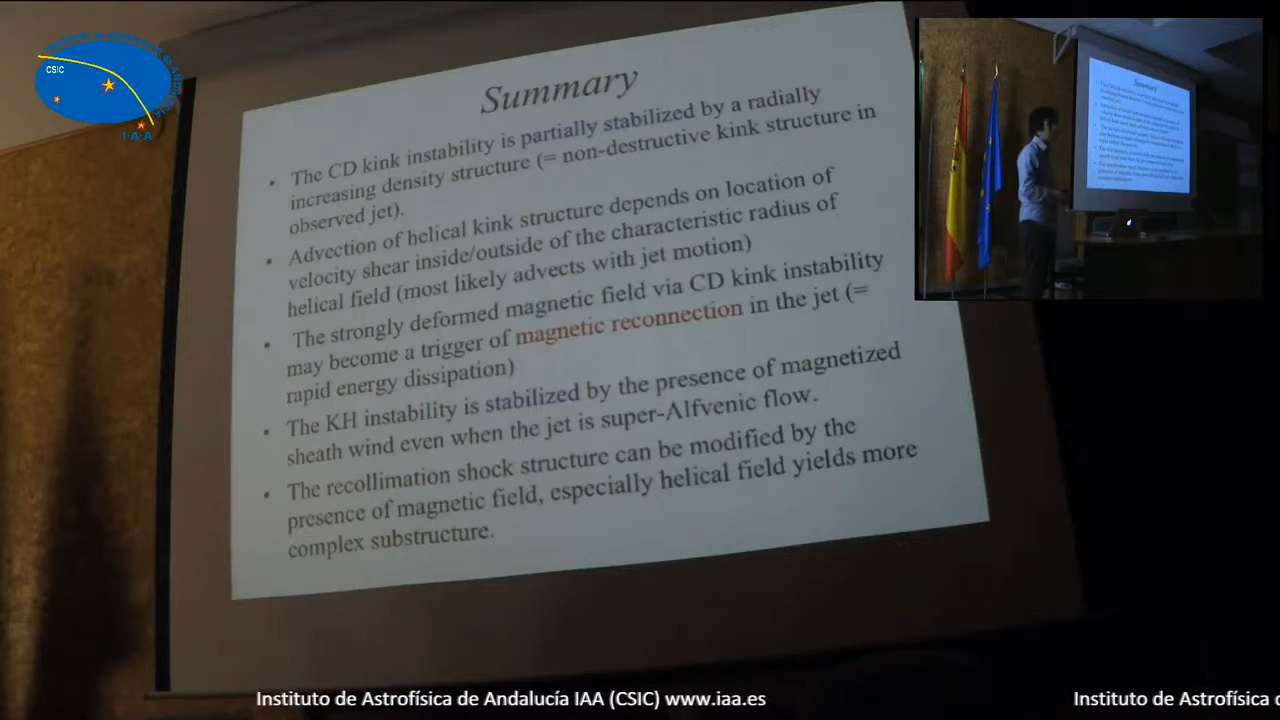 INSTITUTO DE ASTROFISICA DE ANDALUCIA
CSIC
I·A·A
Summary
• The CD kink instability is partially stabilized by a radially
increasing density structure (= non-destructive kink structure in
observed jet).
• Advection of helical kink structure depends on location of
velocity shear inside/outside of the characteristic radius of
helical field (most likely advects with jet motion)
• The strongly deformed magnetic field via CD kink instability
may become a trigger of magnetic reconnection in the jet (=
rapid energy dissipation)
• The KH instability is stabilized by the presence of magnetized
sheath wind even when the jet is super-Alfvenic flow.
• The recollimation shock structure can be modified by the
presence of magnetic field, especially helical field yields more
complex substructure.
Summary
Instituto de Astrofísica de Andalucía IAA (CSIC) www.iaa.es
Instituto de Astrofísica